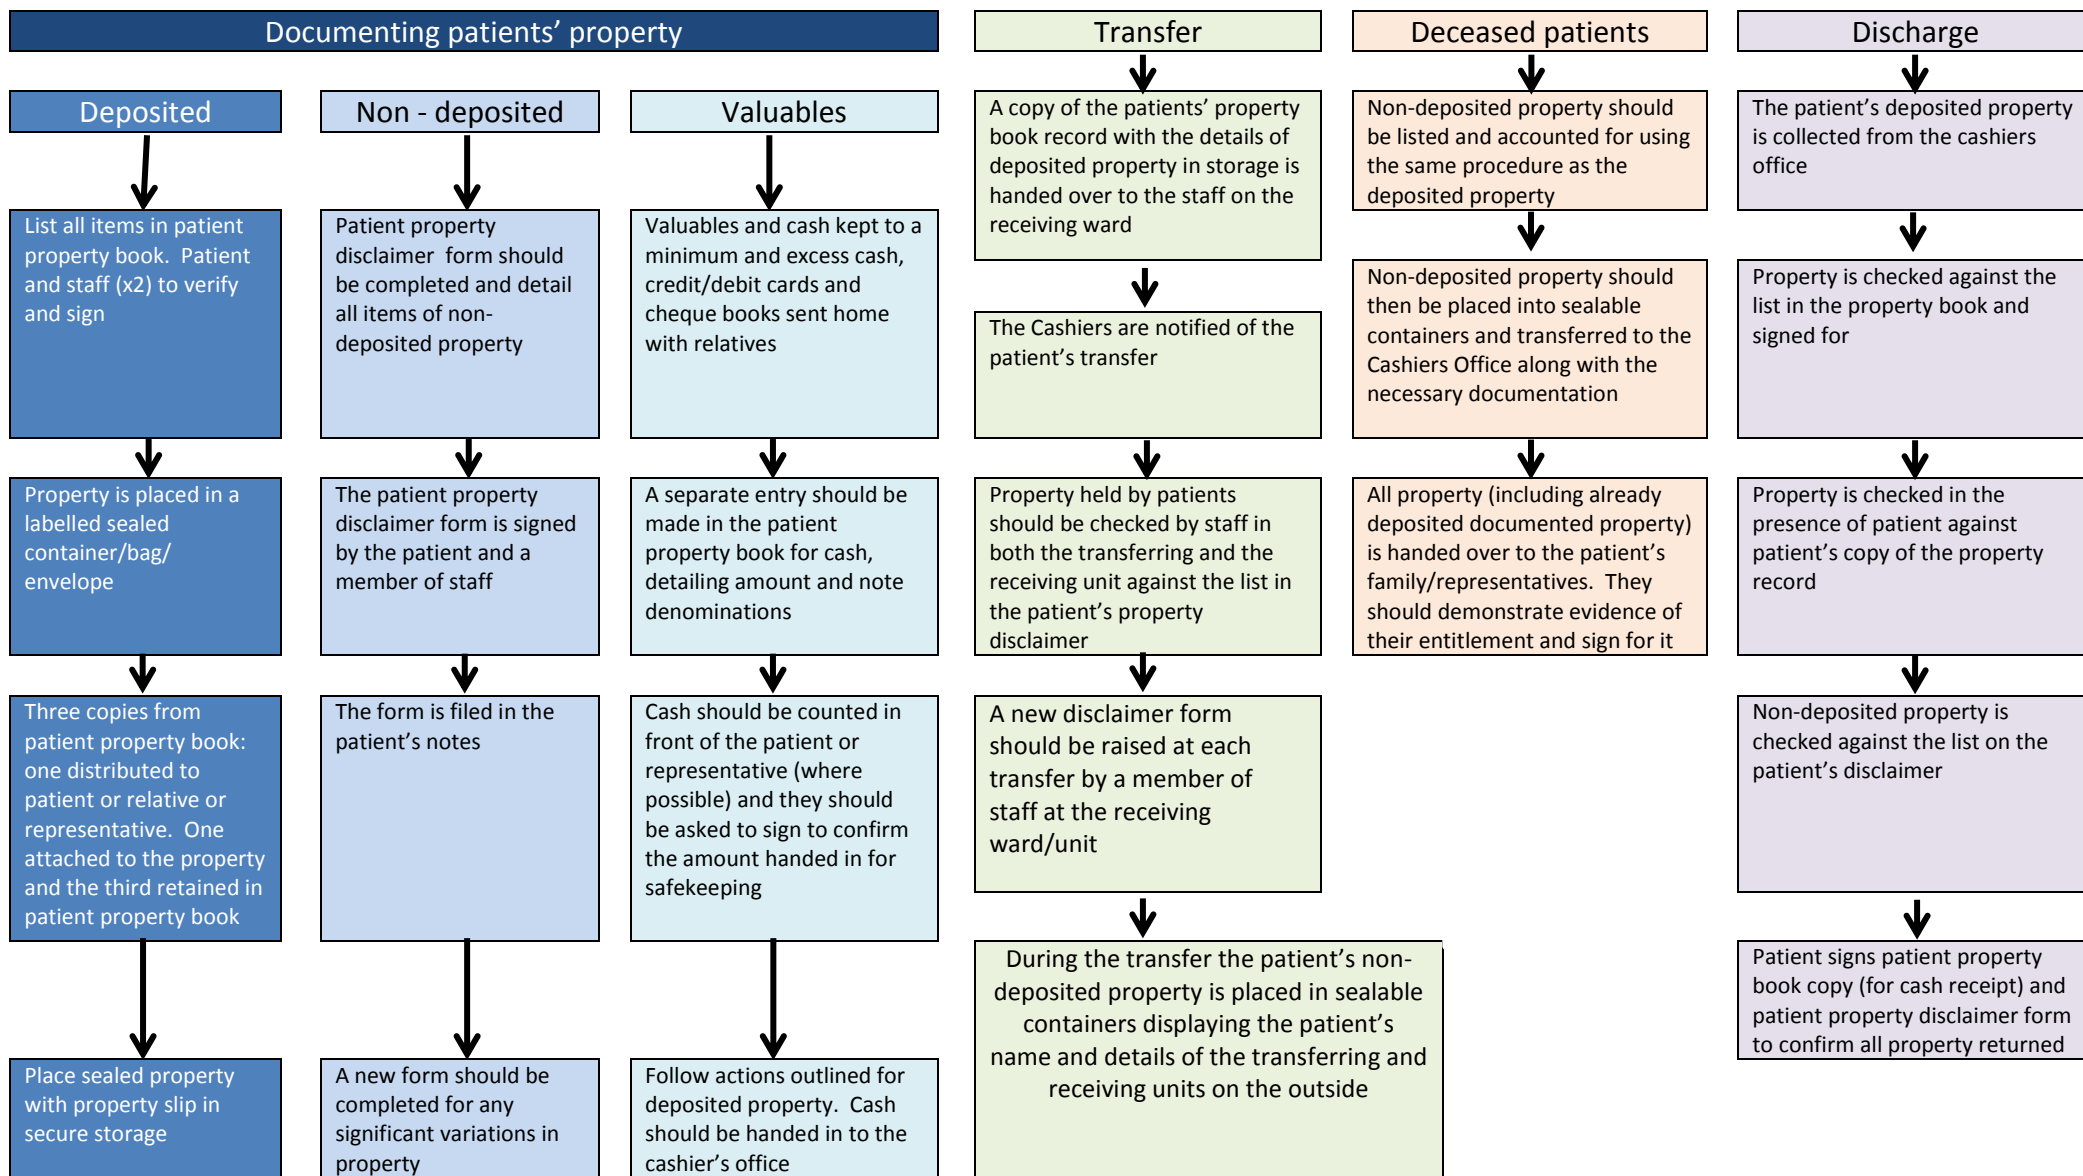 Documenting patients’ property
Deposited
List all items in patient
property book.  Patient
and staff (x2) to verify
and sign
Property is placed in a
labelled sealed
container/bag/
envelope
Three copies from
patient property book:
one distributed to
patient or relative or
representative.  One
attached to the property
and the third retained in
patient property book
Place sealed property
with property slip in
secure storage
Non - deposited
Patient property
disclaimer  form should
be completed and detail
all items of non-
deposited property
The patient property
disclaimer form is signed
by the patient and a
member of staff
The form is filed in the
patient’s notes
A new form should be
completed for any
significant variations in
property
Valuables
Valuables and cash kept to a
minimum and excess cash,
credit/debit cards and
cheque books sent home
with relatives
A separate entry should be
made in the patient
property book for cash,
detailing amount and note
denominations
Cash should be counted in
front of the patient or
representative (where
possible) and they should
be asked to sign to confirm
the amount handed in for
safekeeping
Follow actions outlined for
deposited property.  Cash
should be handed in to the
cashier’s office
Transfer
A copy of the patients’ property
book record with the details of
deposited property in storage is
handed over to the staff on the
receiving ward
The Cashiers are notified of the
patient’s transfer
Property held by patients
should be checked by staff in
both the transferring and the
receiving unit against the list in
the patient’s property
disclaimer
A new disclaimer form
should be raised at each
transfer by a member of
staff at the receiving
ward/unit
During the transfer the patient’s non-
deposited property is placed in sealable
containers displaying the patient’s
name and details of the transferring and
receiving units on the outside
Deceased patients
Non-deposited property should
be listed and accounted for using
the same procedure as the
deposited property
Non-deposited property should
then be placed into sealable
containers and transferred to the
Cashiers Office along with the
necessary documentation
All property (including already
deposited documented property)
is handed over to the patient’s
family/representatives.  They
should demonstrate evidence of
their entitlement and sign for it
Discharge
The patient’s deposited property
is collected from the cashiers
office
Property is checked against the
list in the property book and
signed for
Property is checked in the
presence of patient against
patient’s copy of the property
record
Non-deposited property is
checked against the list on the
patient’s disclaimer
Patient signs patient property
book copy (for cash receipt) and
patient property disclaimer form
to confirm all property returned